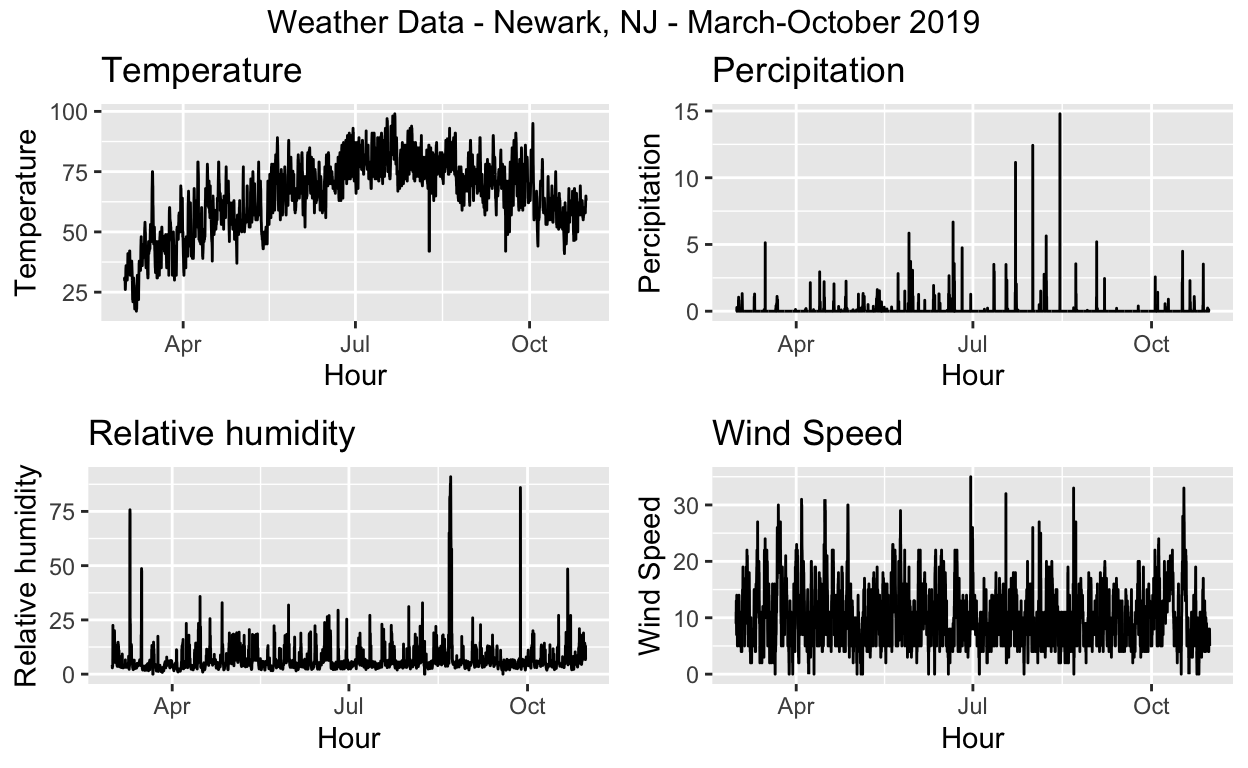 Weather Data - Newark, NJ - March-October 2019
Temperature
Temperature
100
75
50
25
Apr Jul Oct
Hour
Percipitation
Percipitation
15
10
5
0
Apr Jul Oct
Hour
Relative humidity
Relative humidity
75
50
25
0
Apr Jul Oct
Hour
Wind Speed
Wind Speed
30
20
10
0
Apr Jul Oct
Hour